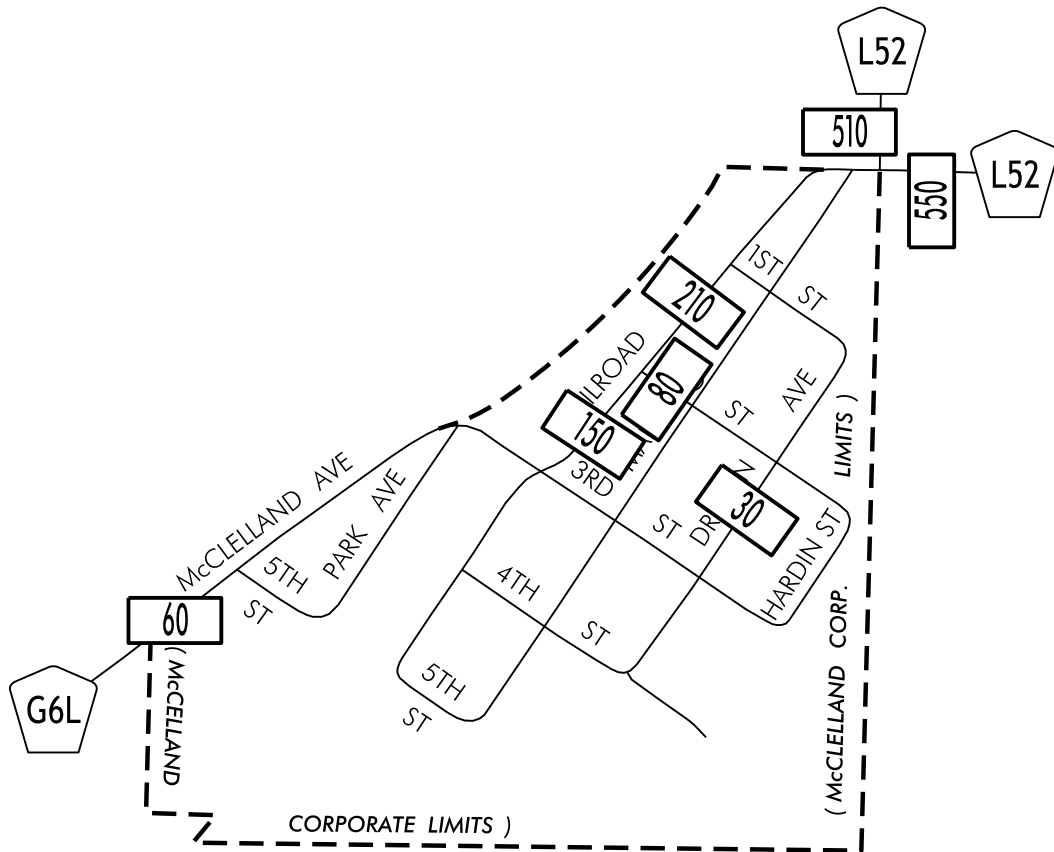 L52
510
L52
550
1ST
ST
210
ILROAD
80
AVE
ST
150
3RD
LIMITS )
McCLELLAND AVE
PARK AVE
ST
DR
30
HARDIN ST
5TH
ST
4TH
ST
60
( McCELLAND
5TH
ST
G6L
( McCLELLAND CORP.
CORPORATE LIMITS )